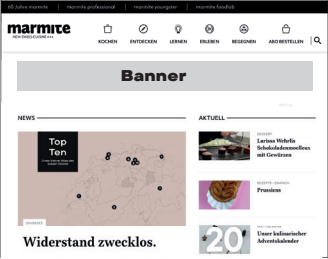 60 Jahre marmite marmite professional marmite youngster marmite foodlab
marmite
NEW SWISS CUISINE
KOCHEN ENTDECKEN LERNEN ERLEBEN BEGEGNEN ABO BESTELLEN
Banner
NEWS
AKTUELL
Top
Ten
Widerstand zwecklos.
DESSERT
Larissa Wehrlis
Schokoladenmoelleux
mit Gewürzen
REZEPTE - EINFACH
Prussiens
20
Unser kulinarischer
Adventskalender